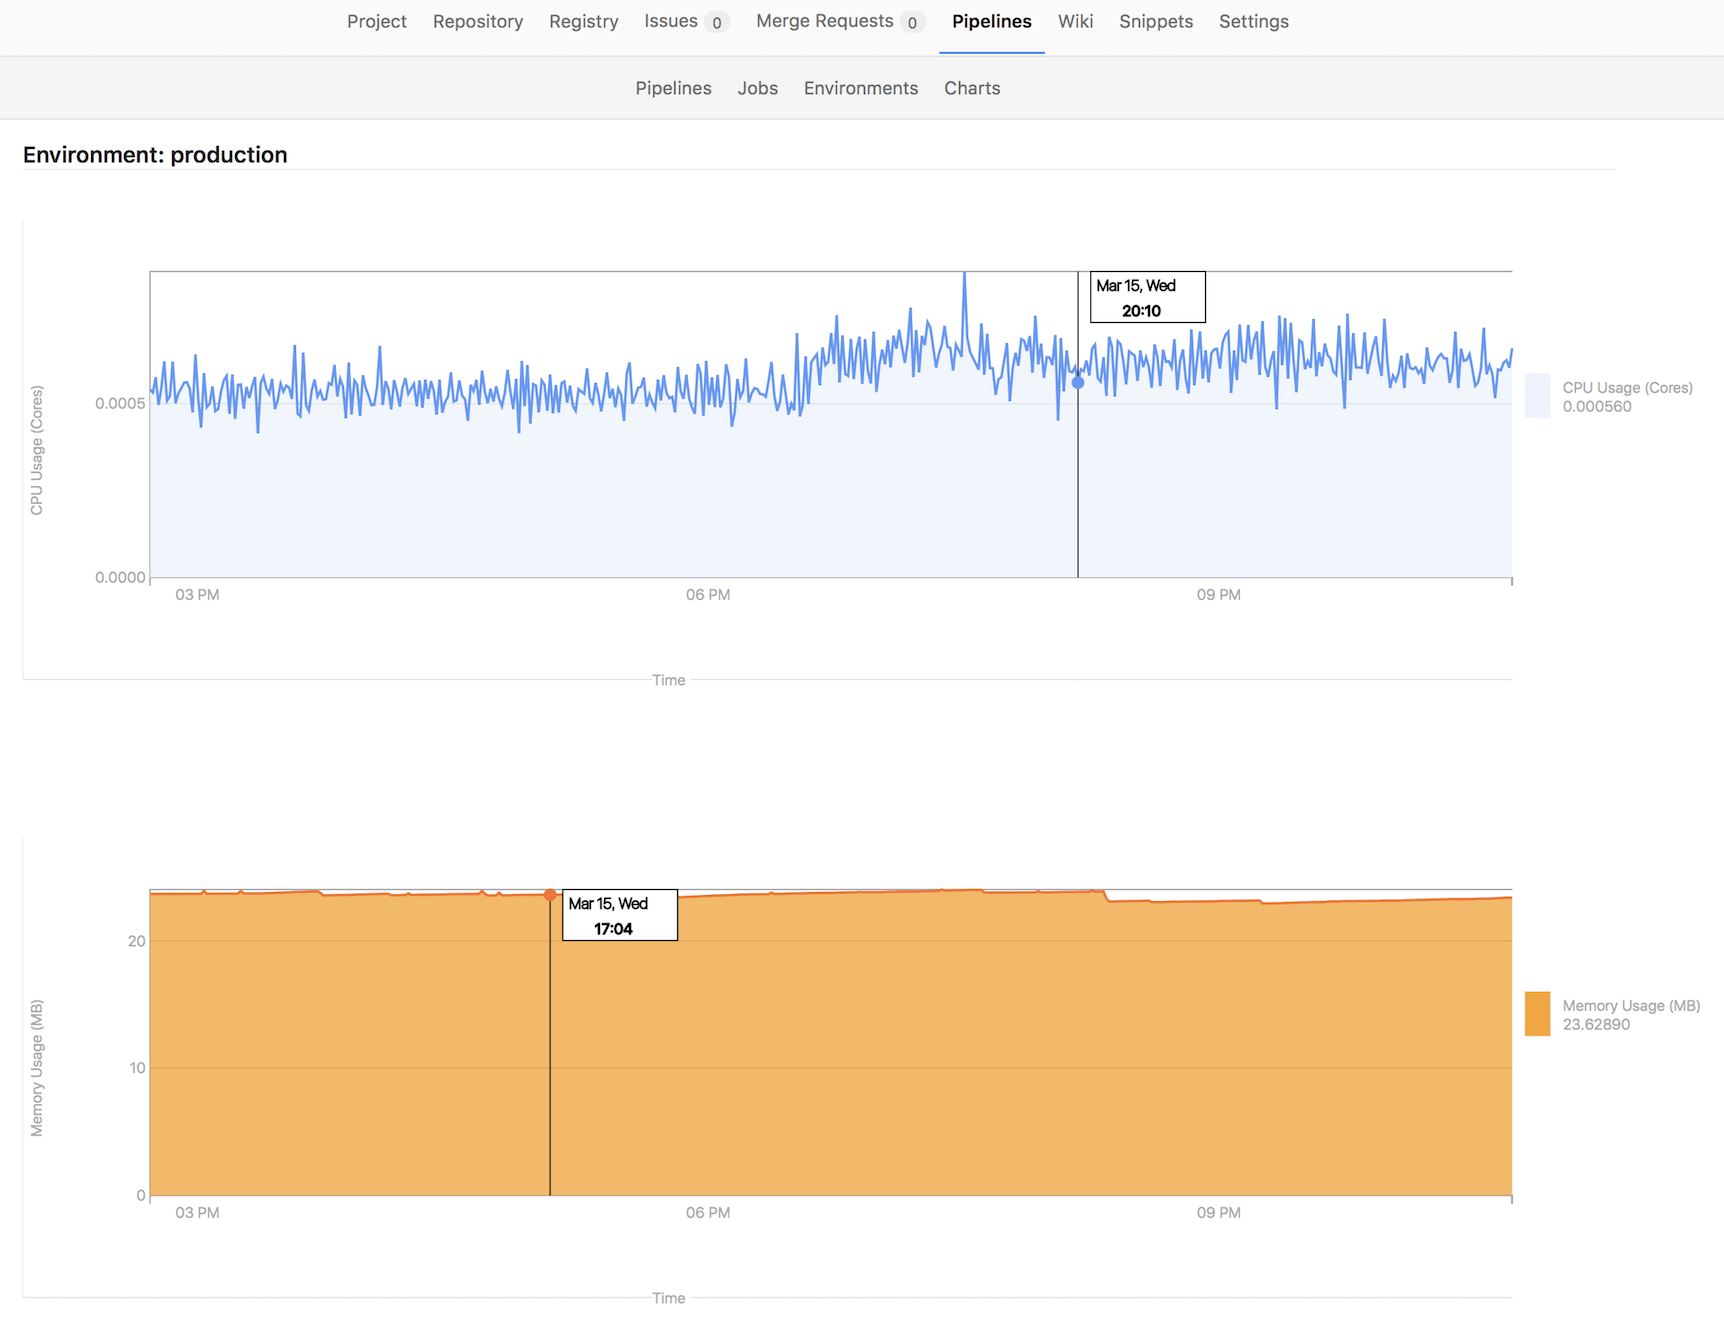 Project Repository Registry Issues 0 Merge Requests 0 Pipelines Wiki Snippets Settings
Pipelines Jobs Environments Charts
Environment: production
Mar 15, Wed
20:10
CPU Usage (Cores)
0.0005
0.0000
03 PM 06 PM 09 PM
Time
CPU Usage (Cores)
0.000560
Mar 15, Wed
17:04
Memory Usage (MB)
20
10
0
03 PM 06 PM 09 PM
Time
Memory Usage (MB)
23.62890